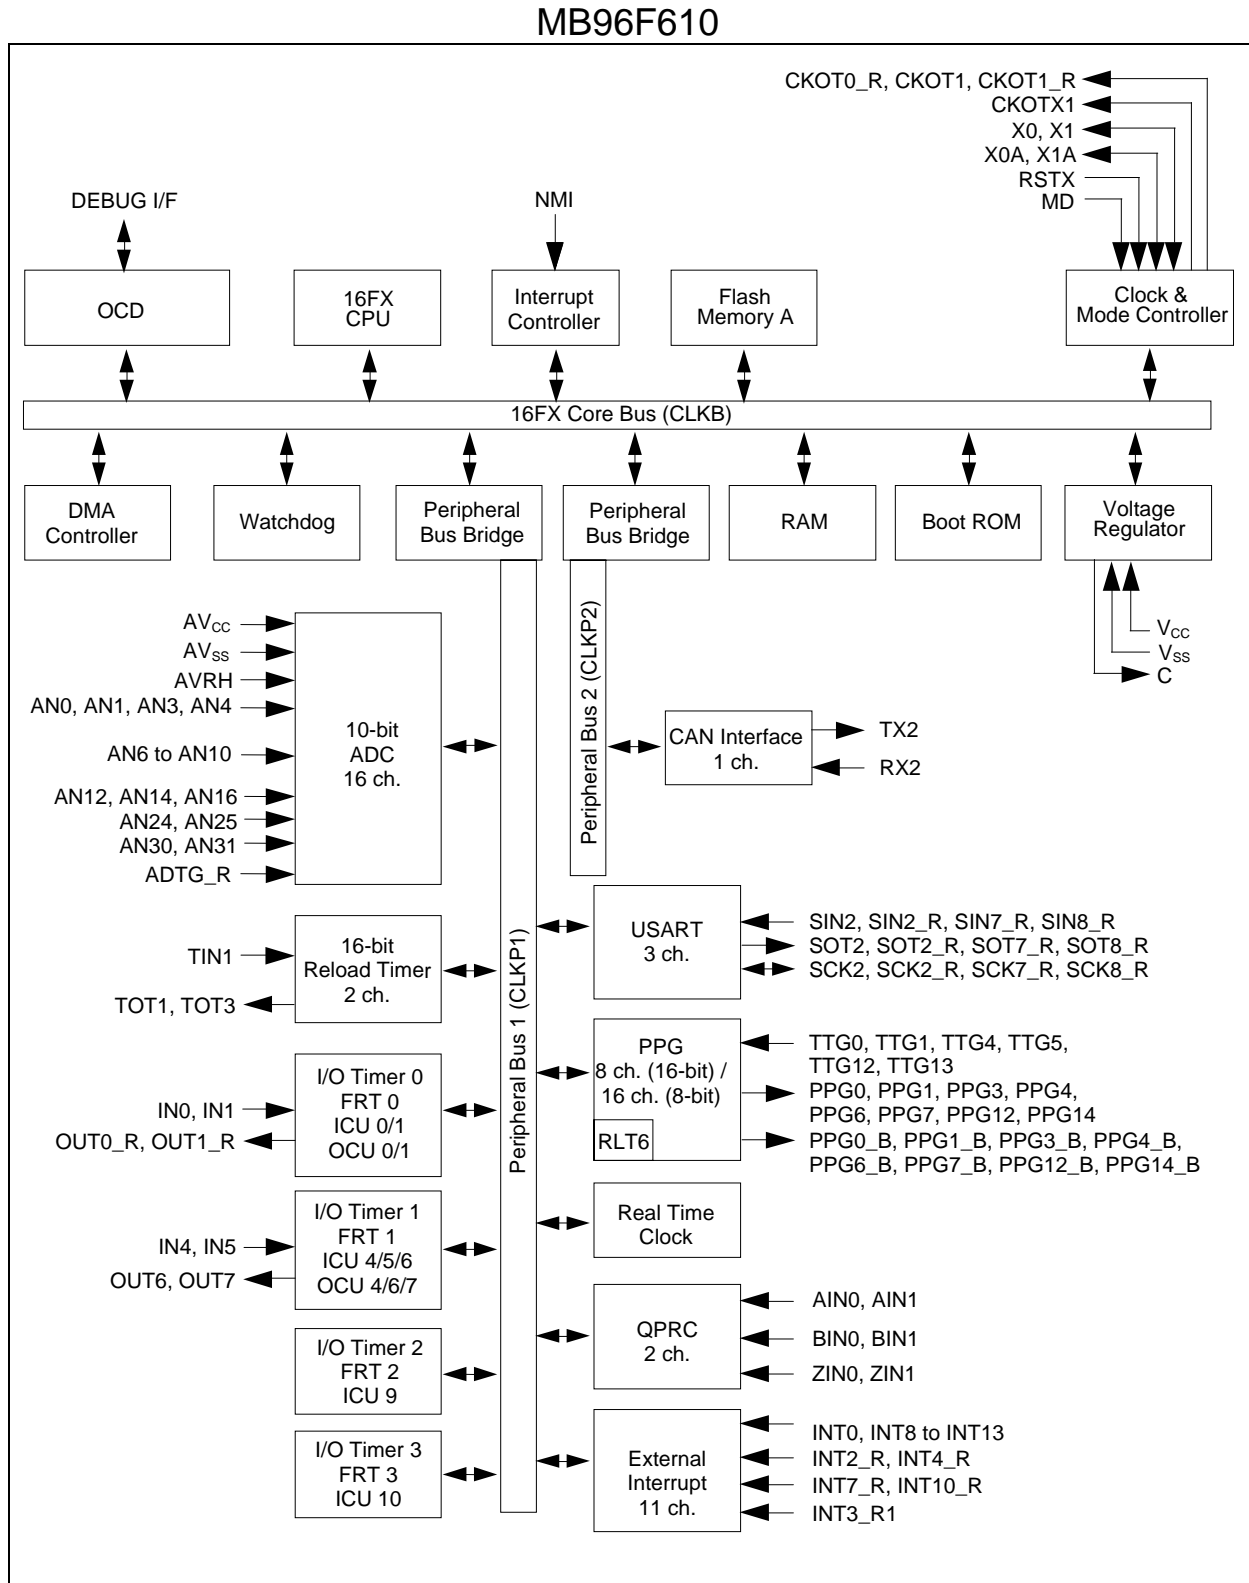 MB96F610
CKOT0_R, CKOT1, CKOT1_R
CKOTX1
X0, X1
X0A, X1A
RSTX
MD
DEBUG I/F
NMI
OCD
16FX
CPU
Interrupt
Controller
Flash
Memory A
Clock &
Mode Controller
16FX Core Bus (CLKB)
DMA
Controller
Watchdog
Peripheral
Bus Bridge
Peripheral
Bus Bridge
RAM
Boot ROM
Voltage
Regulator
VCC
VSS
C
Peripheral Bus 1 (CLKP1)
Peripheral Bus 2 (CLKP2)
AVCC
AVSS
AVRH
AN0, AN1, AN3, AN4
AN6 to AN10
AN12, AN14, AN16
AN24, AN25
AN30, AN31
ADTG_R
10-bit
ADC
16 ch.
CAN Interface
1 ch.
TX2
RX2
TIN1
TOT1, TOT3
16-bit
Reload Timer
2 ch.
USART
3 ch.
SIN2, SIN2_R, SIN7_R, SIN8_R
SOT2, SOT2_R, SOT7_R, SOT8_R
SCK2, SCK2_R, SCK7_R, SCK8_R
IN0, IN1
OUT0_R, OUT1_R
I/O Timer 0
FRT 0
ICU 0/1
OCU 0/1
PPG
8 ch. (16-bit) /
16 ch. (8-bit)
RLT6
TTG0, TTG1, TTG4, TTG5,
TTG12, TTG13
PPG0, PPG1, PPG3, PPG4,
PPG6, PPG7, PPG12, PPG14
PPG0_B, PPG1_B, PPG3_B, PPG4_B,
PPG6_B, PPG7_B, PPG12_B, PPG14_B
IN4, IN5
OUT6, OUT7
I/O Timer 1
FRT 1
ICU 4/5/6
OCU 4/6/7
Real Time
Clock
I/O Timer 2
FRT 2
ICU 9
QPRC
2 ch.
AIN0, AIN1
BIN0, BIN1
ZIN0, ZIN1
I/O Timer 3
FRT 3
ICU 10
External
Interrupt
11 ch.
INT0, INT8 to INT13
INT2_R, INT4_R
INT7_R, INT10_R
INT3_R1